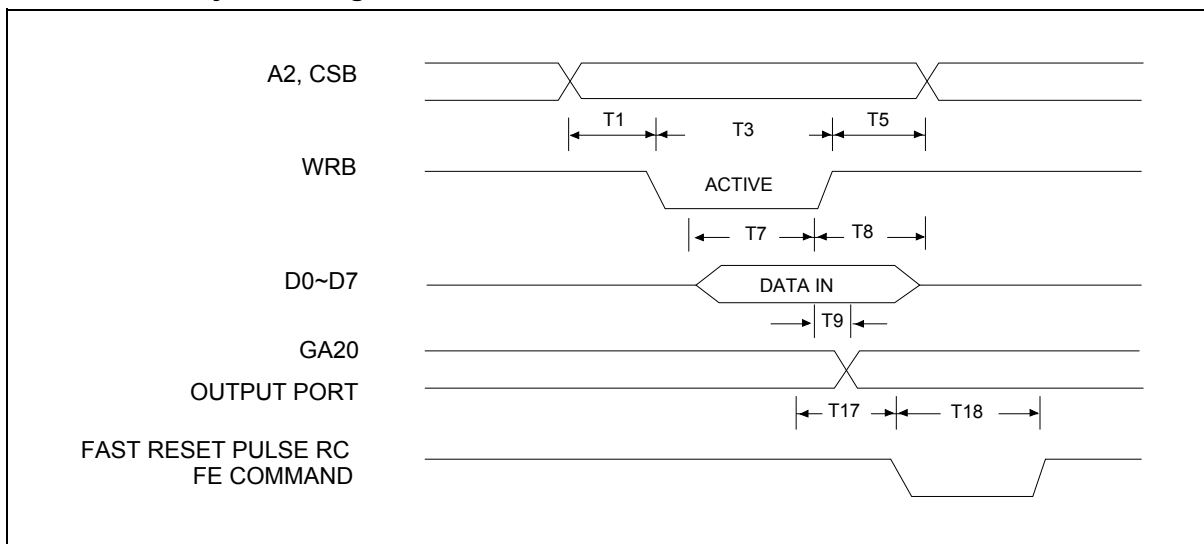 A2, CSB
T1
T3
T5
WRB
ACTIVE
T7
T8
D0~D7
DATA IN
T9
GA20
OUTPUT PORT
T17
T18
FAST RESET PULSE RC
FE COMMAND